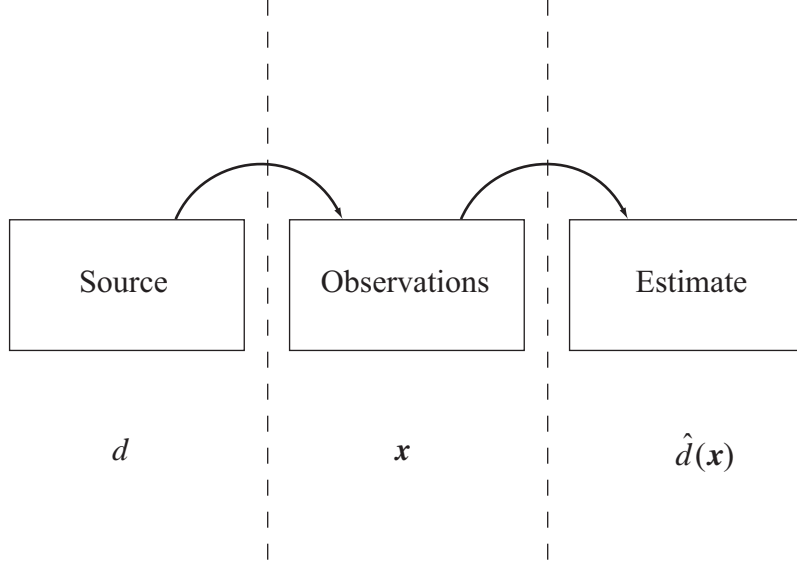 Source
Observations
Estimate
d
x
d̂(x)